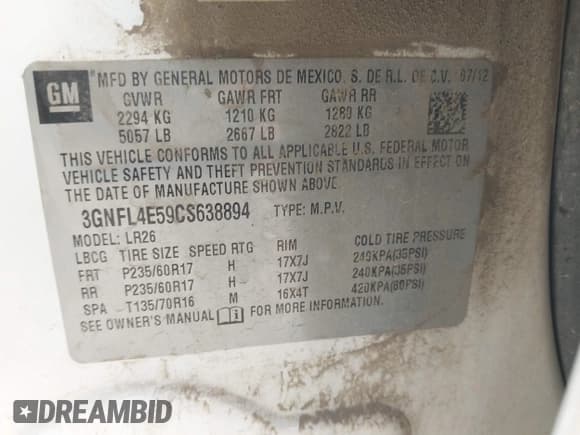 GM
MFD BY GENERAL MOTORS DE MEXICO, S. DE R.L. DE C.V. 07/12
GVWR GAWR FRT GAWR RR
2294 KG 1210 KG 1280 KG
5057 LB 2667 LB 2822 LB
THIS VEHICLE CONFORMS TO ALL APPLICABLE U.S. FEDERAL MOTOR
VEHICLE SAFETY AND THEFT PREVENTION STANDARDS IN EFFECT ON
THE DATE OF MANUFACTURE SHOWN ABOVE.
3GNFL4E59CS638894 TYPE: M.P.V.
MODEL: LR26
LBCG TIRE SIZE SPEED RTG RIM COLD TIRE PRESSURE
FRT P235/60R17 H 17X7J 240KPA(35PSI)
RR P235/60R17 H 17X7J 240KPA(35PSI)
SPA T135/70R16 M 16X4T 420KPA(60PSI)
SEE OWNER'S MANUAL FOR MORE INFORMATION.
DREAMBID